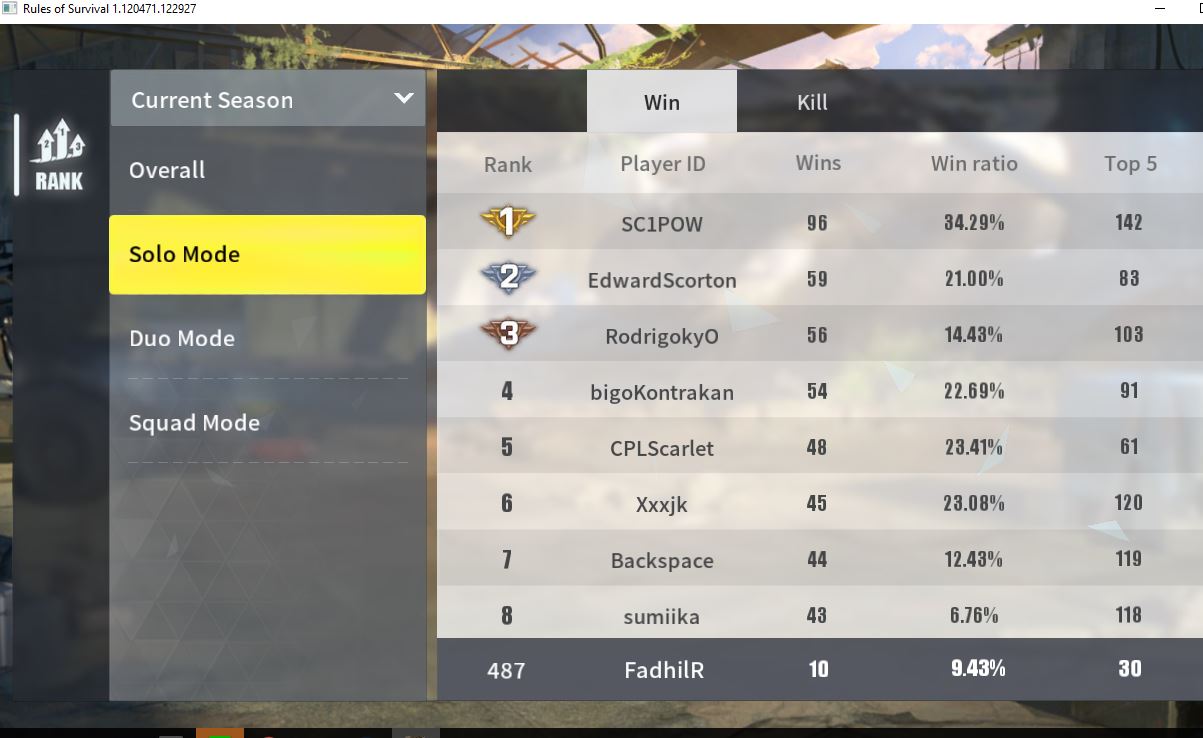 Rules of Survival 1.120471.122927
Current Season
Win Kill
RANK
Overall
Solo Mode
Duo Mode
Squad Mode
Rank Player ID Wins Win ratio Top 5
1 SC1POW 96 34.29% 142
2 EdwardScorton 59 21.00% 83
3 RodrigokyO 56 14.43% 103
4 bigoKontrakan 54 22.69% 91
5 CPLScarlet 48 23.41% 61
6 Xxxjk 45 23.08% 120
7 Backspace 44 12.43% 119
8 sumiika 43 6.76% 118
487 FadhilR 10 9.43% 30